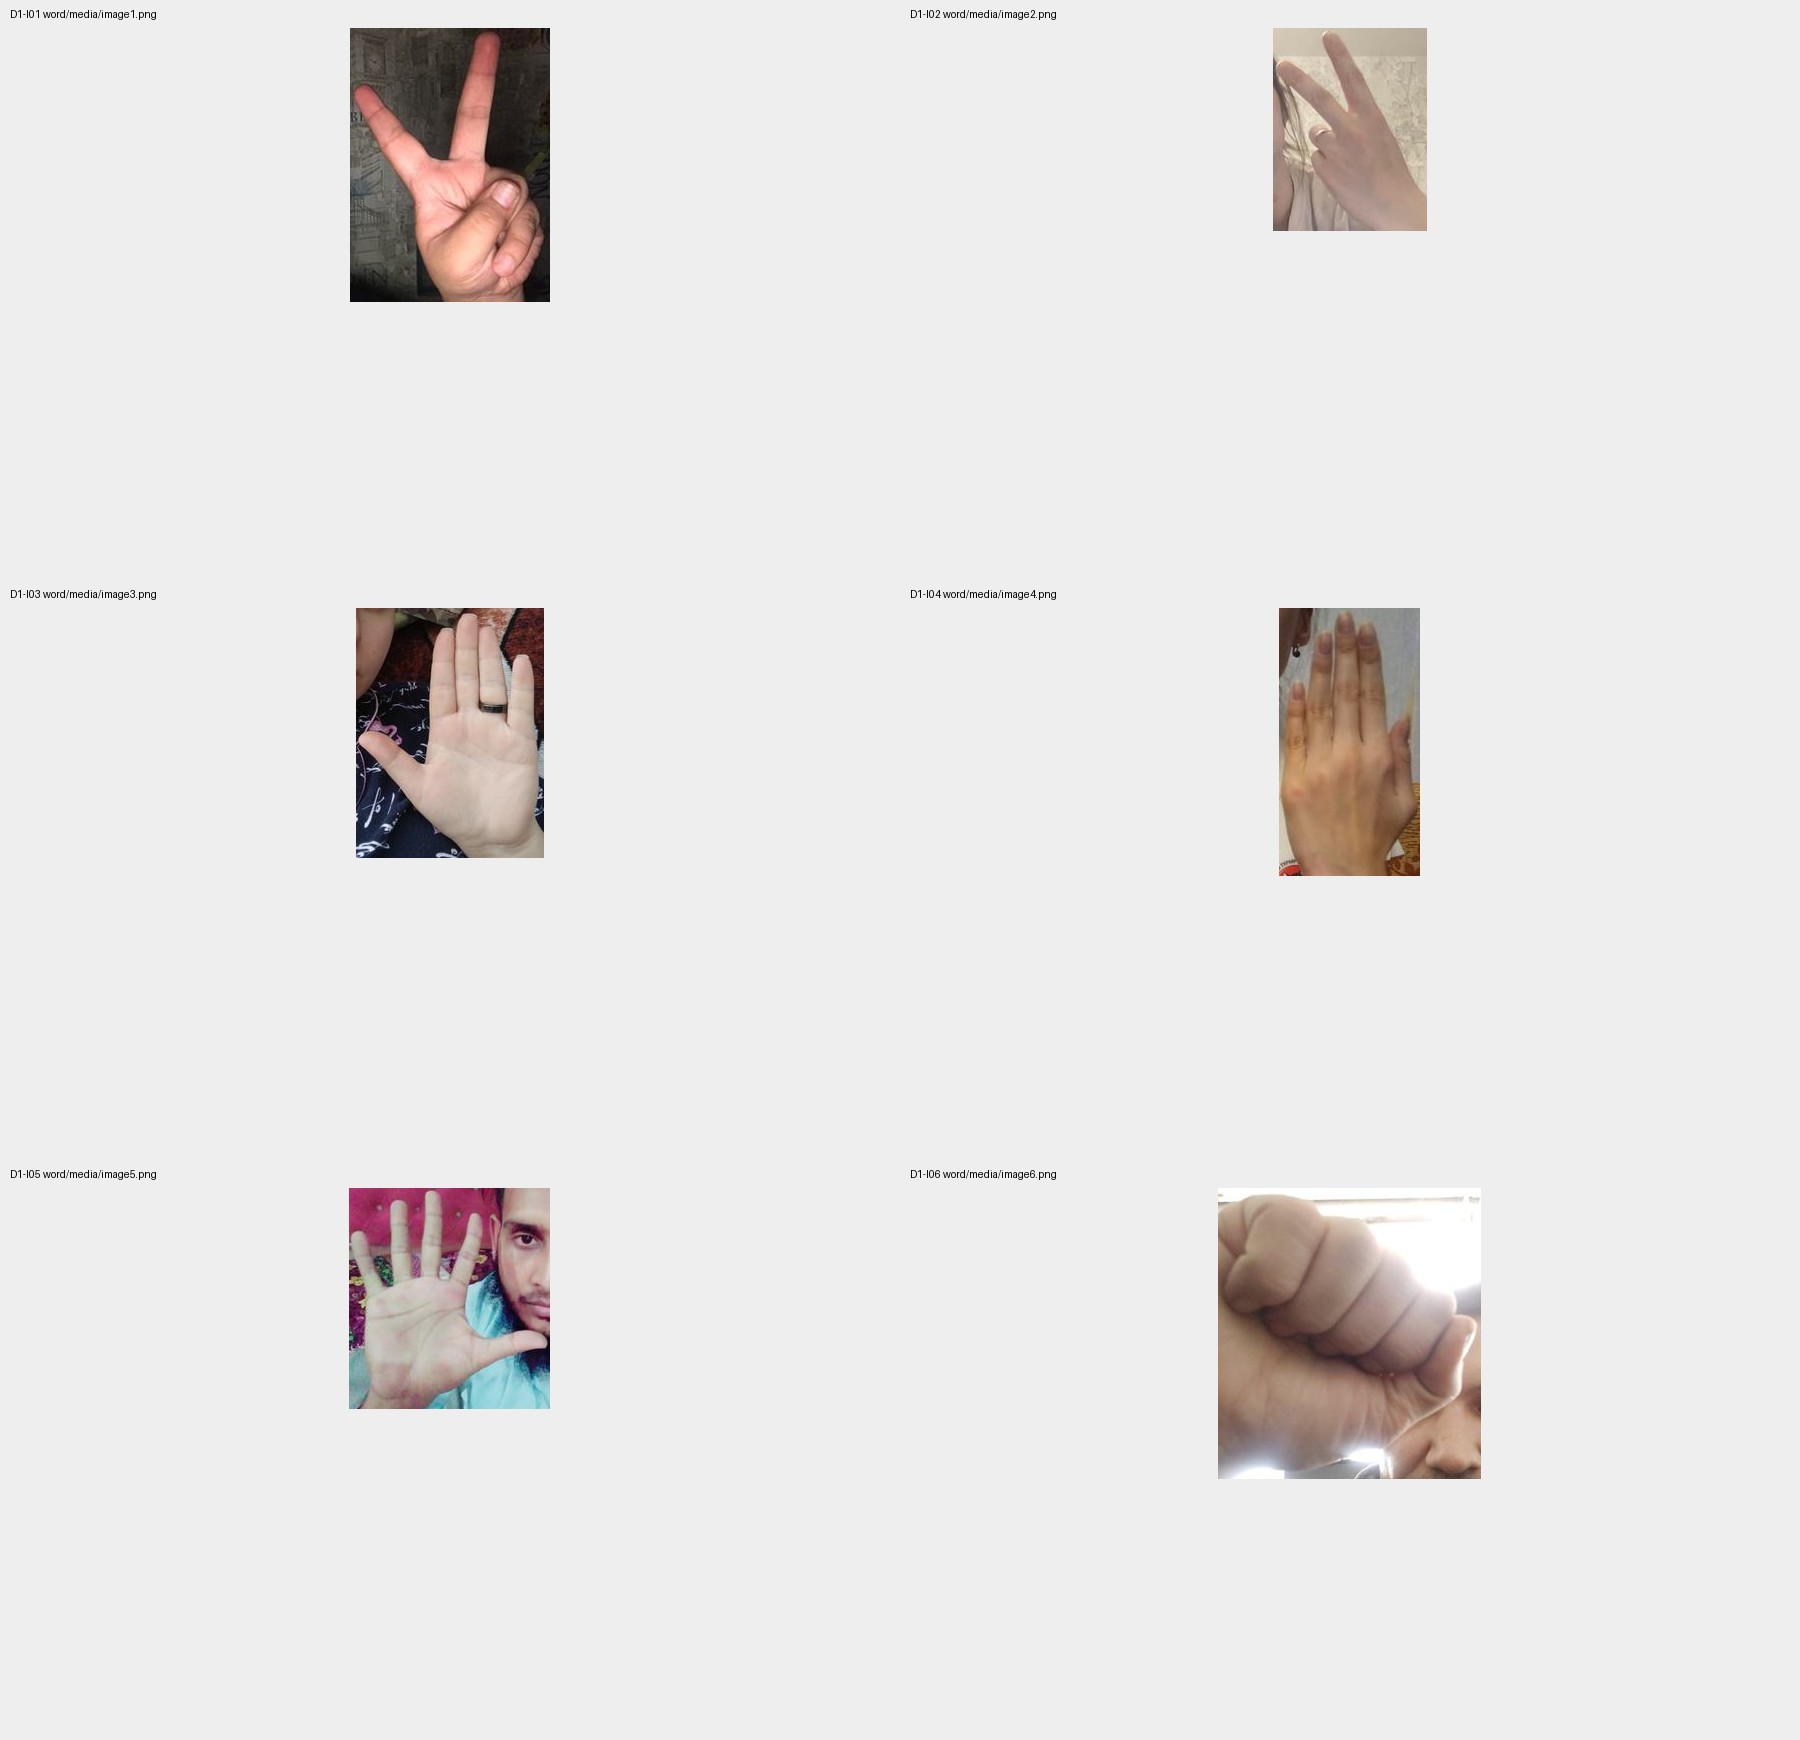 D1-I01 word/media/image1.png
D1-I02 word/media/image2.png
D1-I03 word/media/image3.png
D1-I04 word/media/image4.png
D1-I05 word/media/image5.png
D1-I06 word/media/image6.png